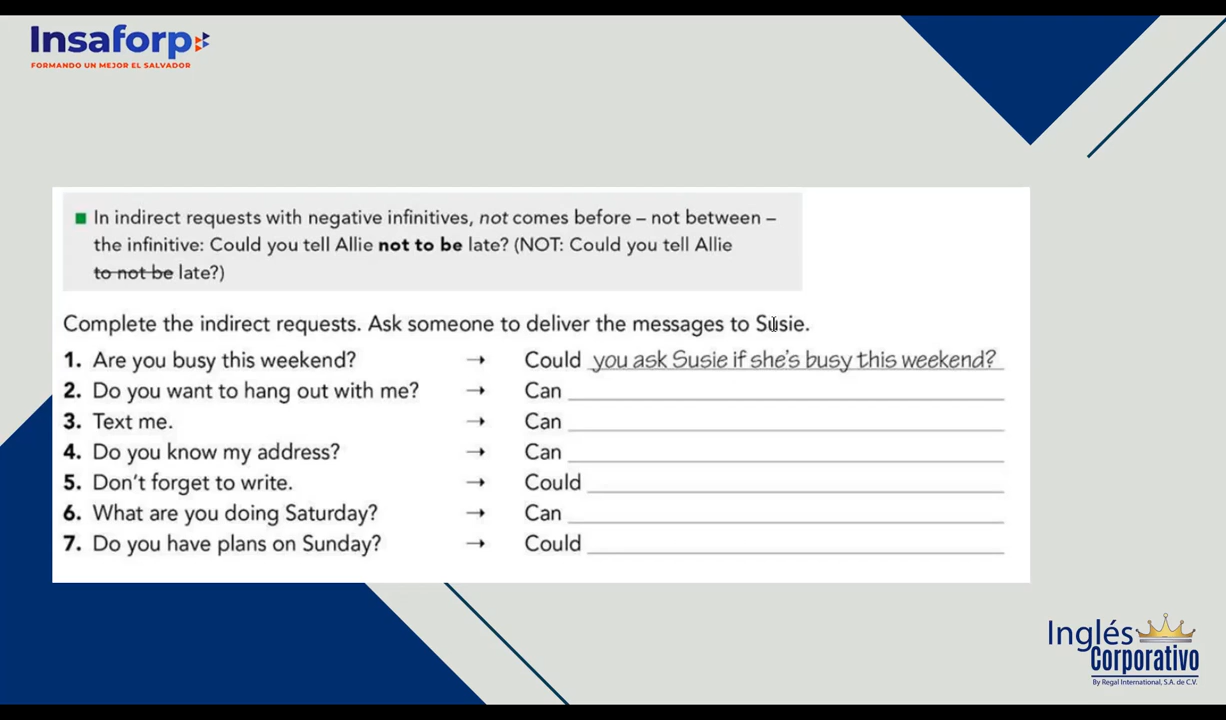 Insaforp
FORMANDO UN MEJOR EL SALVADOR
In indirect requests with negative infinitives, not comes before – not between –
the infinitive: Could you tell Allie not to be late? (NOT: Could you tell Allie
to not be late?)
Complete the indirect requests. Ask someone to deliver the messages to Susie.
1. Are you busy this weekend? → Could you ask Susie if she's busy this weekend?
2. Do you want to hang out with me? → Can
3. Text me. → Can
4. Do you know my address? → Can
5. Don't forget to write. → Could
6. What are you doing Saturday? → Can
7. Do you have plans on Sunday? → Could
Inglés
Corporativo
By Regal International, S.A. de C.V.